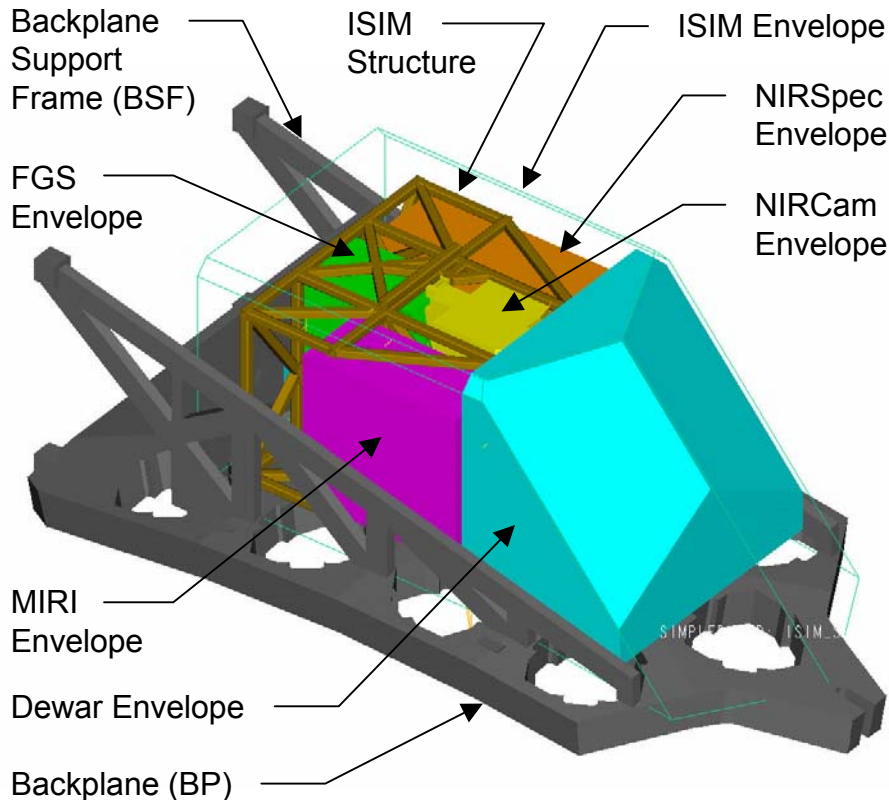 Backplane
Support
Frame (BSF)
ISIM
Structure
ISIM Envelope
NIRSpec
Envelope
FGS
Envelope
NIRCam
Envelope
MIRI
Envelope
Dewar Envelope
Backplane (BP)